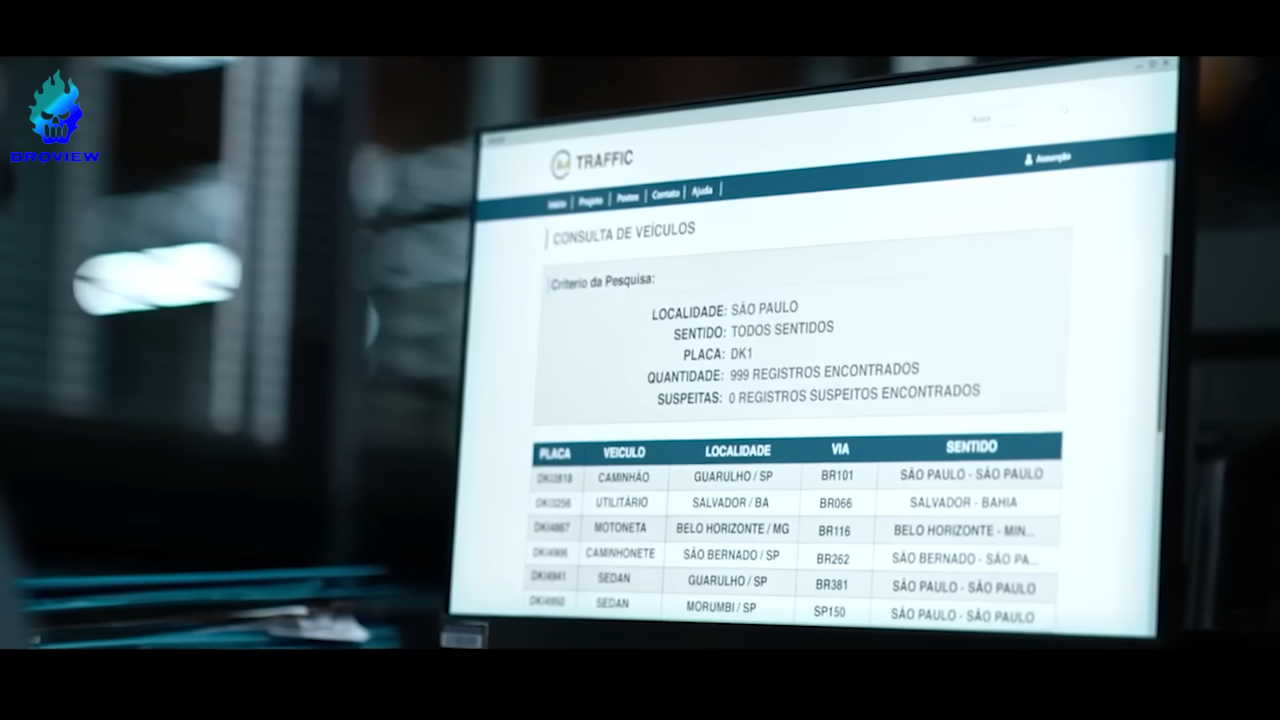 BROVIEW
TRAFFIC
Busca
Início | Projeto | Postos | Contato | Ajuda |
Assunção
CONSULTA DE VEÍCULOS
Criterio da Pesquisa:
LOCALIDADE: SÃO PAULO
SENTIDO: TODOS SENTIDOS
PLACA: DK1
QUANTIDADE: 999 REGISTROS ENCONTRADOS
SUSPEITAS: 0 REGISTROS SUSPEITOS ENCONTRADOS
PLACA VEICULO LOCALIDADE VIA SENTIDO
CAMINHÃO GUARULHO / SP BR101 SÃO PAULO - SÃO PAULO
UTILITÁRIO SALVADOR / BA BR066 SALVADOR - BAHIA
MOTONETA BELO HORIZONTE / MG BR116 BELO HORIZONTE - MIN...
CAMINHONETE SÃO BERNADO / SP BR262 SÃO BERNADO - SÃO PA...
SEDAN GUARULHO / SP BR381 SÃO PAULO - SÃO PAULO
SEDAN MORUMBI / SP SP150 SÃO PAULO - SÃO PAULO